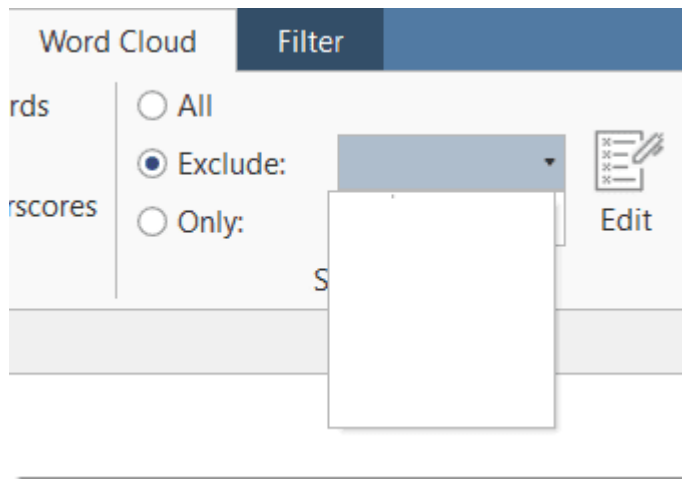 Word Cloud Filter
rds
All
Exclude:
rscores
Only:
Edit
S